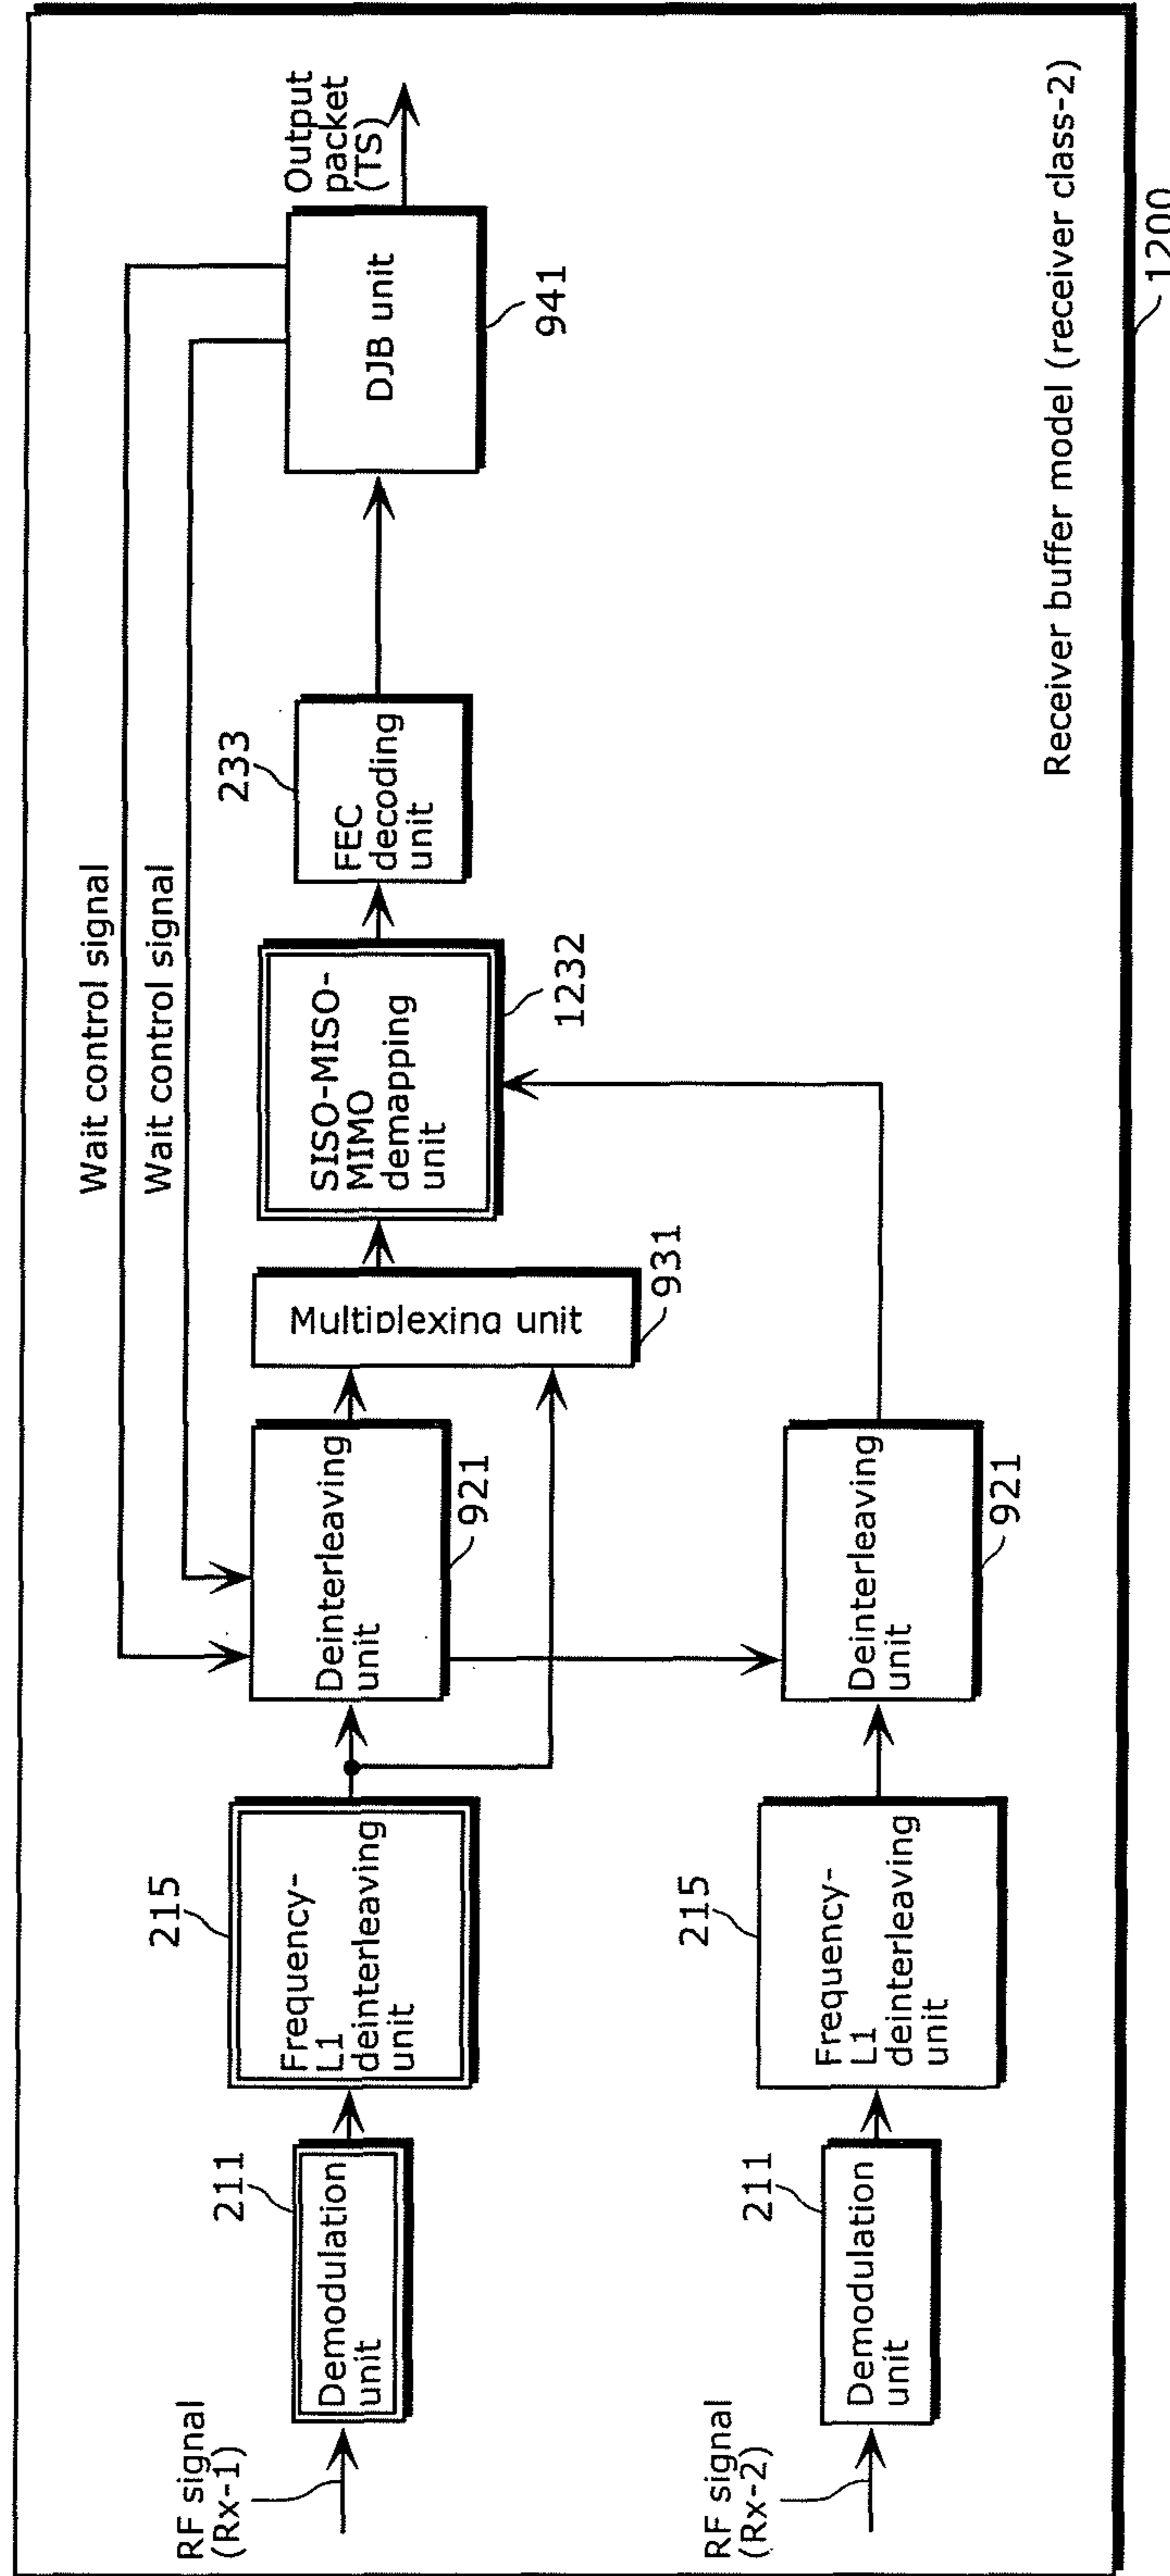 Wait control signal
Wait control signal
RF signal
(Rx-1)
211
Demodulation
unit
215
Frequency-
L1
deinterleaving
unit
Deinterleaving
unit
921
Multiplexing unit
931
SISO-MISO-
MIMO
demapping
unit
1232
233
FEC
decoding
unit
DJB unit
941
Output
packet
(TS)
RF signal
(Rx-2)
211
Demodulation
unit
215
Frequency-
L1
deinterleaving
unit
Deinterleaving
unit
921
Receiver buffer model (receiver class-2)
1200